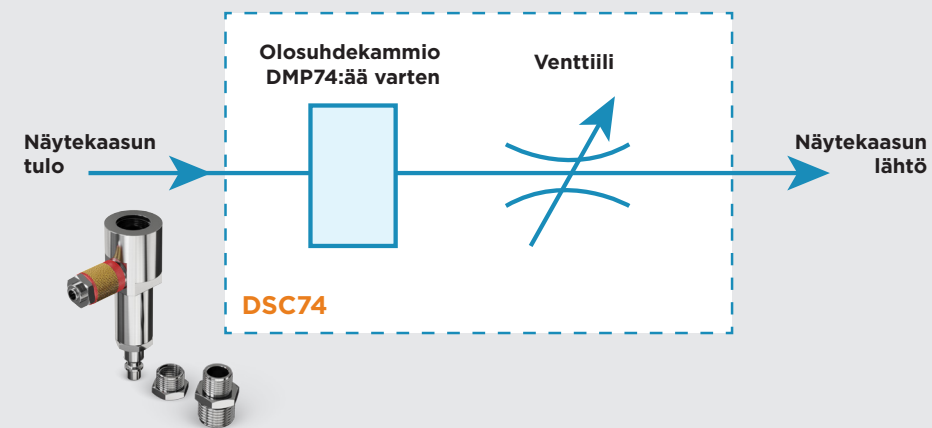 Olosuhdekammio
DMP74:ää varten
Venttiili
Näytekaasun
tulo
Näytekaasun
lähtö
DSC74